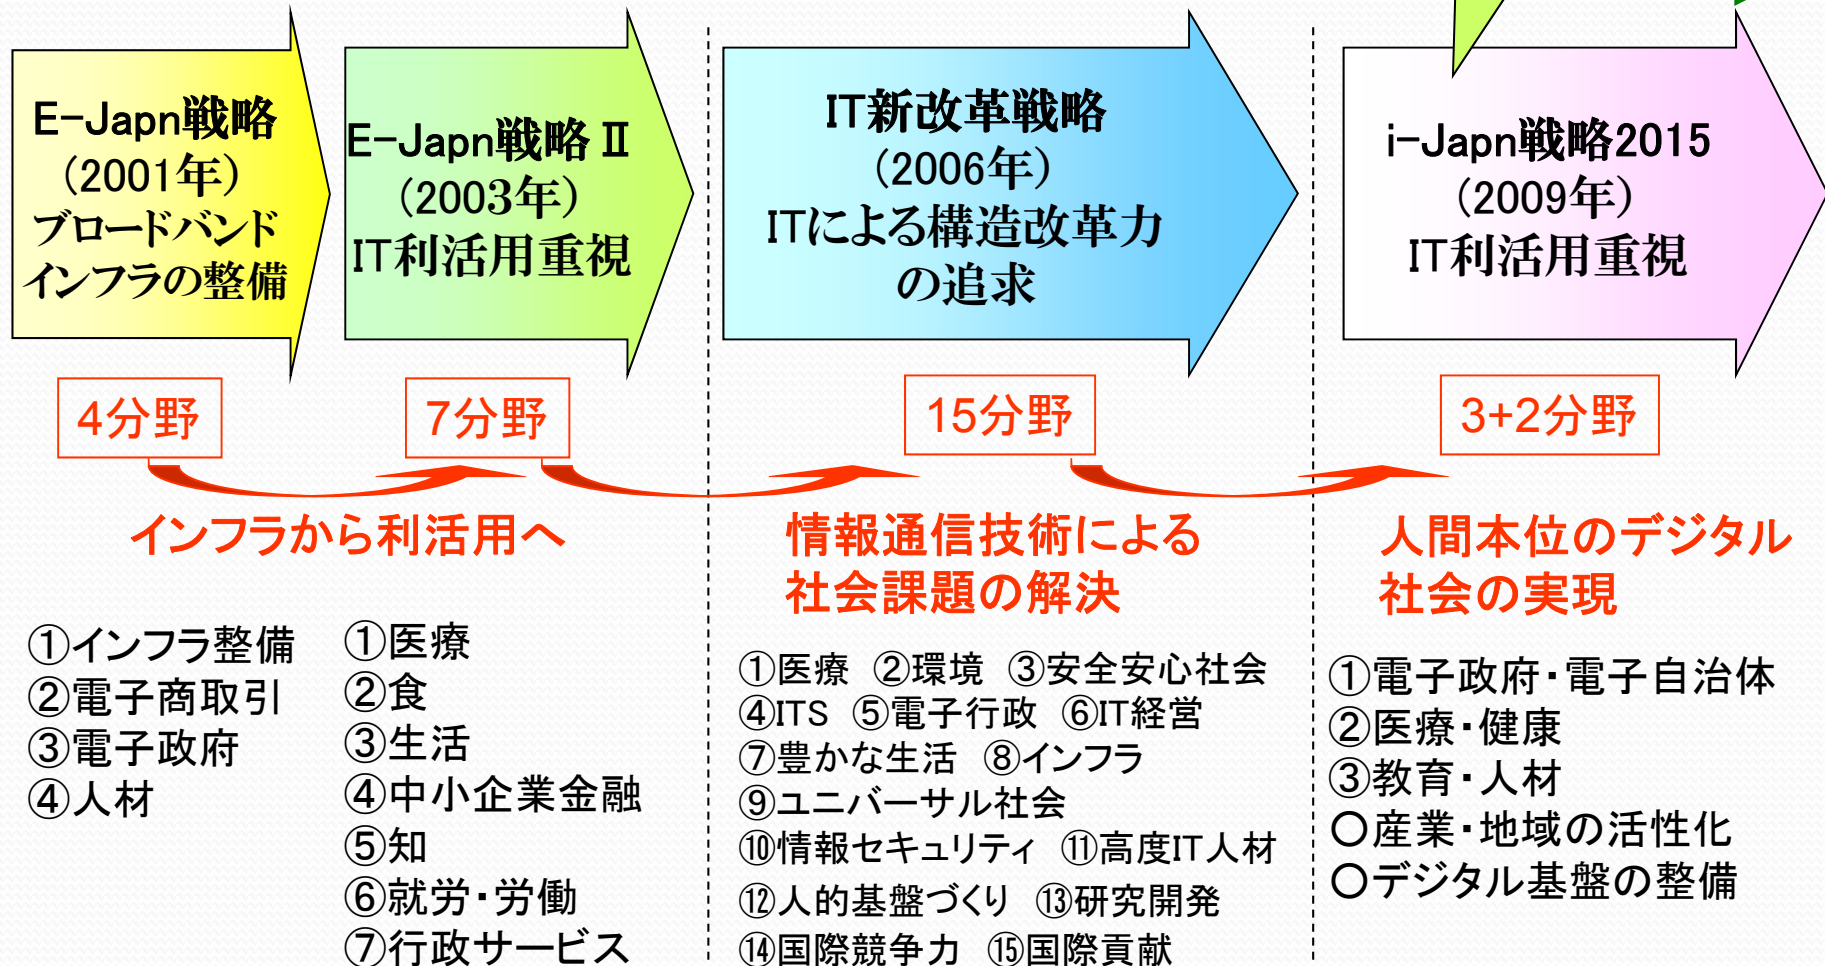 E-Japn戦略
(2001年)
ブロードバンド
インフラの整備
E-Japn戦略Ⅱ
(2003年)
IT利活用重視
IT新改革戦略
(2006年)
ITによる構造改革力
の追求
i-Japn戦略2015
(2009年)
IT利活用重視
4分野
7分野
15分野
3+2分野
インフラから利活用へ
情報通信技術による
社会課題の解決
人間本位のデジタル
社会の実現
①インフラ整備
②電子商取引
③電子政府
④人材
①医療
②食
③生活
④中小企業金融
⑤知
⑥就労・労働
⑦行政サービス
①医療 ②環境 ③安全安心社会
④ITS ⑤電子行政 ⑥IT経営
⑦豊かな生活 ⑧インフラ
⑨ユニバーサル社会
⑩情報セキュリティ ⑪高度IT人材
⑫人的基盤づくり ⑬研究開発
⑭国際競争力 ⑮国際貢献
①電子政府・電子自治体
②医療・健康
③教育・人材
○産業・地域の活性化
○デジタル基盤の整備